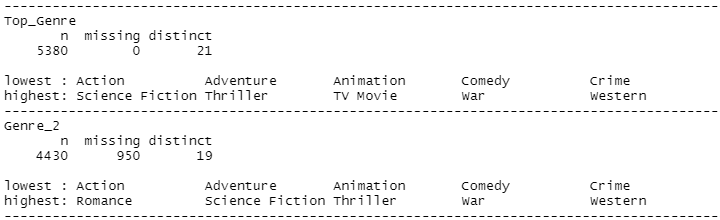 --------------------------------------------------------------------------------
Top_Genre
       n  missing distinct
    5380        0       21

lowest : Action          Adventure       Animation       Comedy          Crime
highest: Science Fiction Thriller        TV Movie        War             Western
--------------------------------------------------------------------------------
Genre_2
       n  missing distinct
    4430      950       19

lowest : Action          Adventure       Animation       Comedy          Crime
highest: Romance         Science Fiction Thriller        War             Western
--------------------------------------------------------------------------------